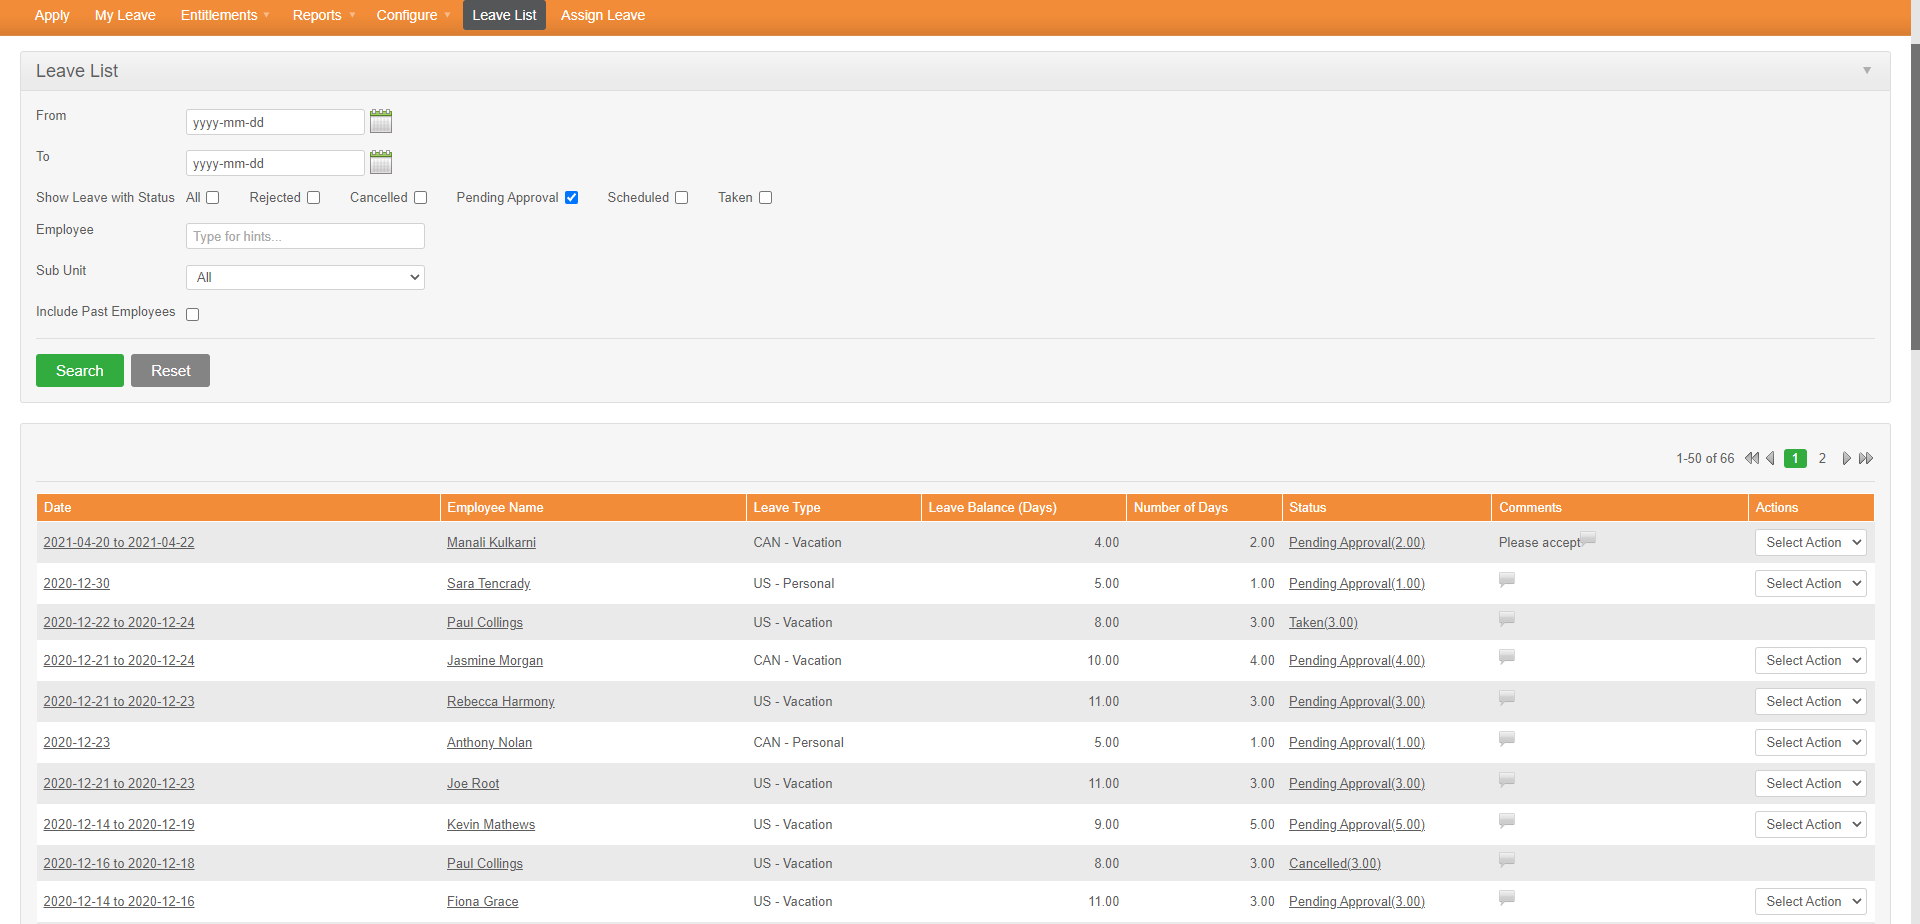 Apply My Leave Entitlements Reports Configure Leave List Assign Leave
Leave List
From yyyy-mm-dd
To yyyy-mm-dd
Show Leave with Status All Rejected Cancelled Pending Approval Scheduled Taken
Employee Type for hints...
Sub Unit All
Include Past Employees
Search Reset
1-50 of 66 1 2
Date Employee Name Leave Type Leave Balance (Days) Number of Days Status Comments Actions
2021-04-20 to 2021-04-22 Manali Kulkarni CAN - Vacation 4.00 2.00 Pending Approval(2.00) Please accept Select Action
2020-12-30 Sara Tencrady US - Personal 5.00 1.00 Pending Approval(1.00) Select Action
2020-12-22 to 2020-12-24 Paul Collings US - Vacation 8.00 3.00 Taken(3.00)
2020-12-21 to 2020-12-24 Jasmine Morgan CAN - Vacation 10.00 4.00 Pending Approval(4.00) Select Action
2020-12-21 to 2020-12-23 Rebecca Harmony US - Vacation 11.00 3.00 Pending Approval(3.00) Select Action
2020-12-23 Anthony Nolan CAN - Personal 5.00 1.00 Pending Approval(1.00) Select Action
2020-12-21 to 2020-12-23 Joe Root US - Vacation 11.00 3.00 Pending Approval(3.00) Select Action
2020-12-14 to 2020-12-19 Kevin Mathews US - Vacation 9.00 5.00 Pending Approval(5.00) Select Action
2020-12-16 to 2020-12-18 Paul Collings US - Vacation 8.00 3.00 Cancelled(3.00)
2020-12-14 to 2020-12-16 Fiona Grace US - Vacation 11.00 3.00 Pending Approval(3.00) Select Action